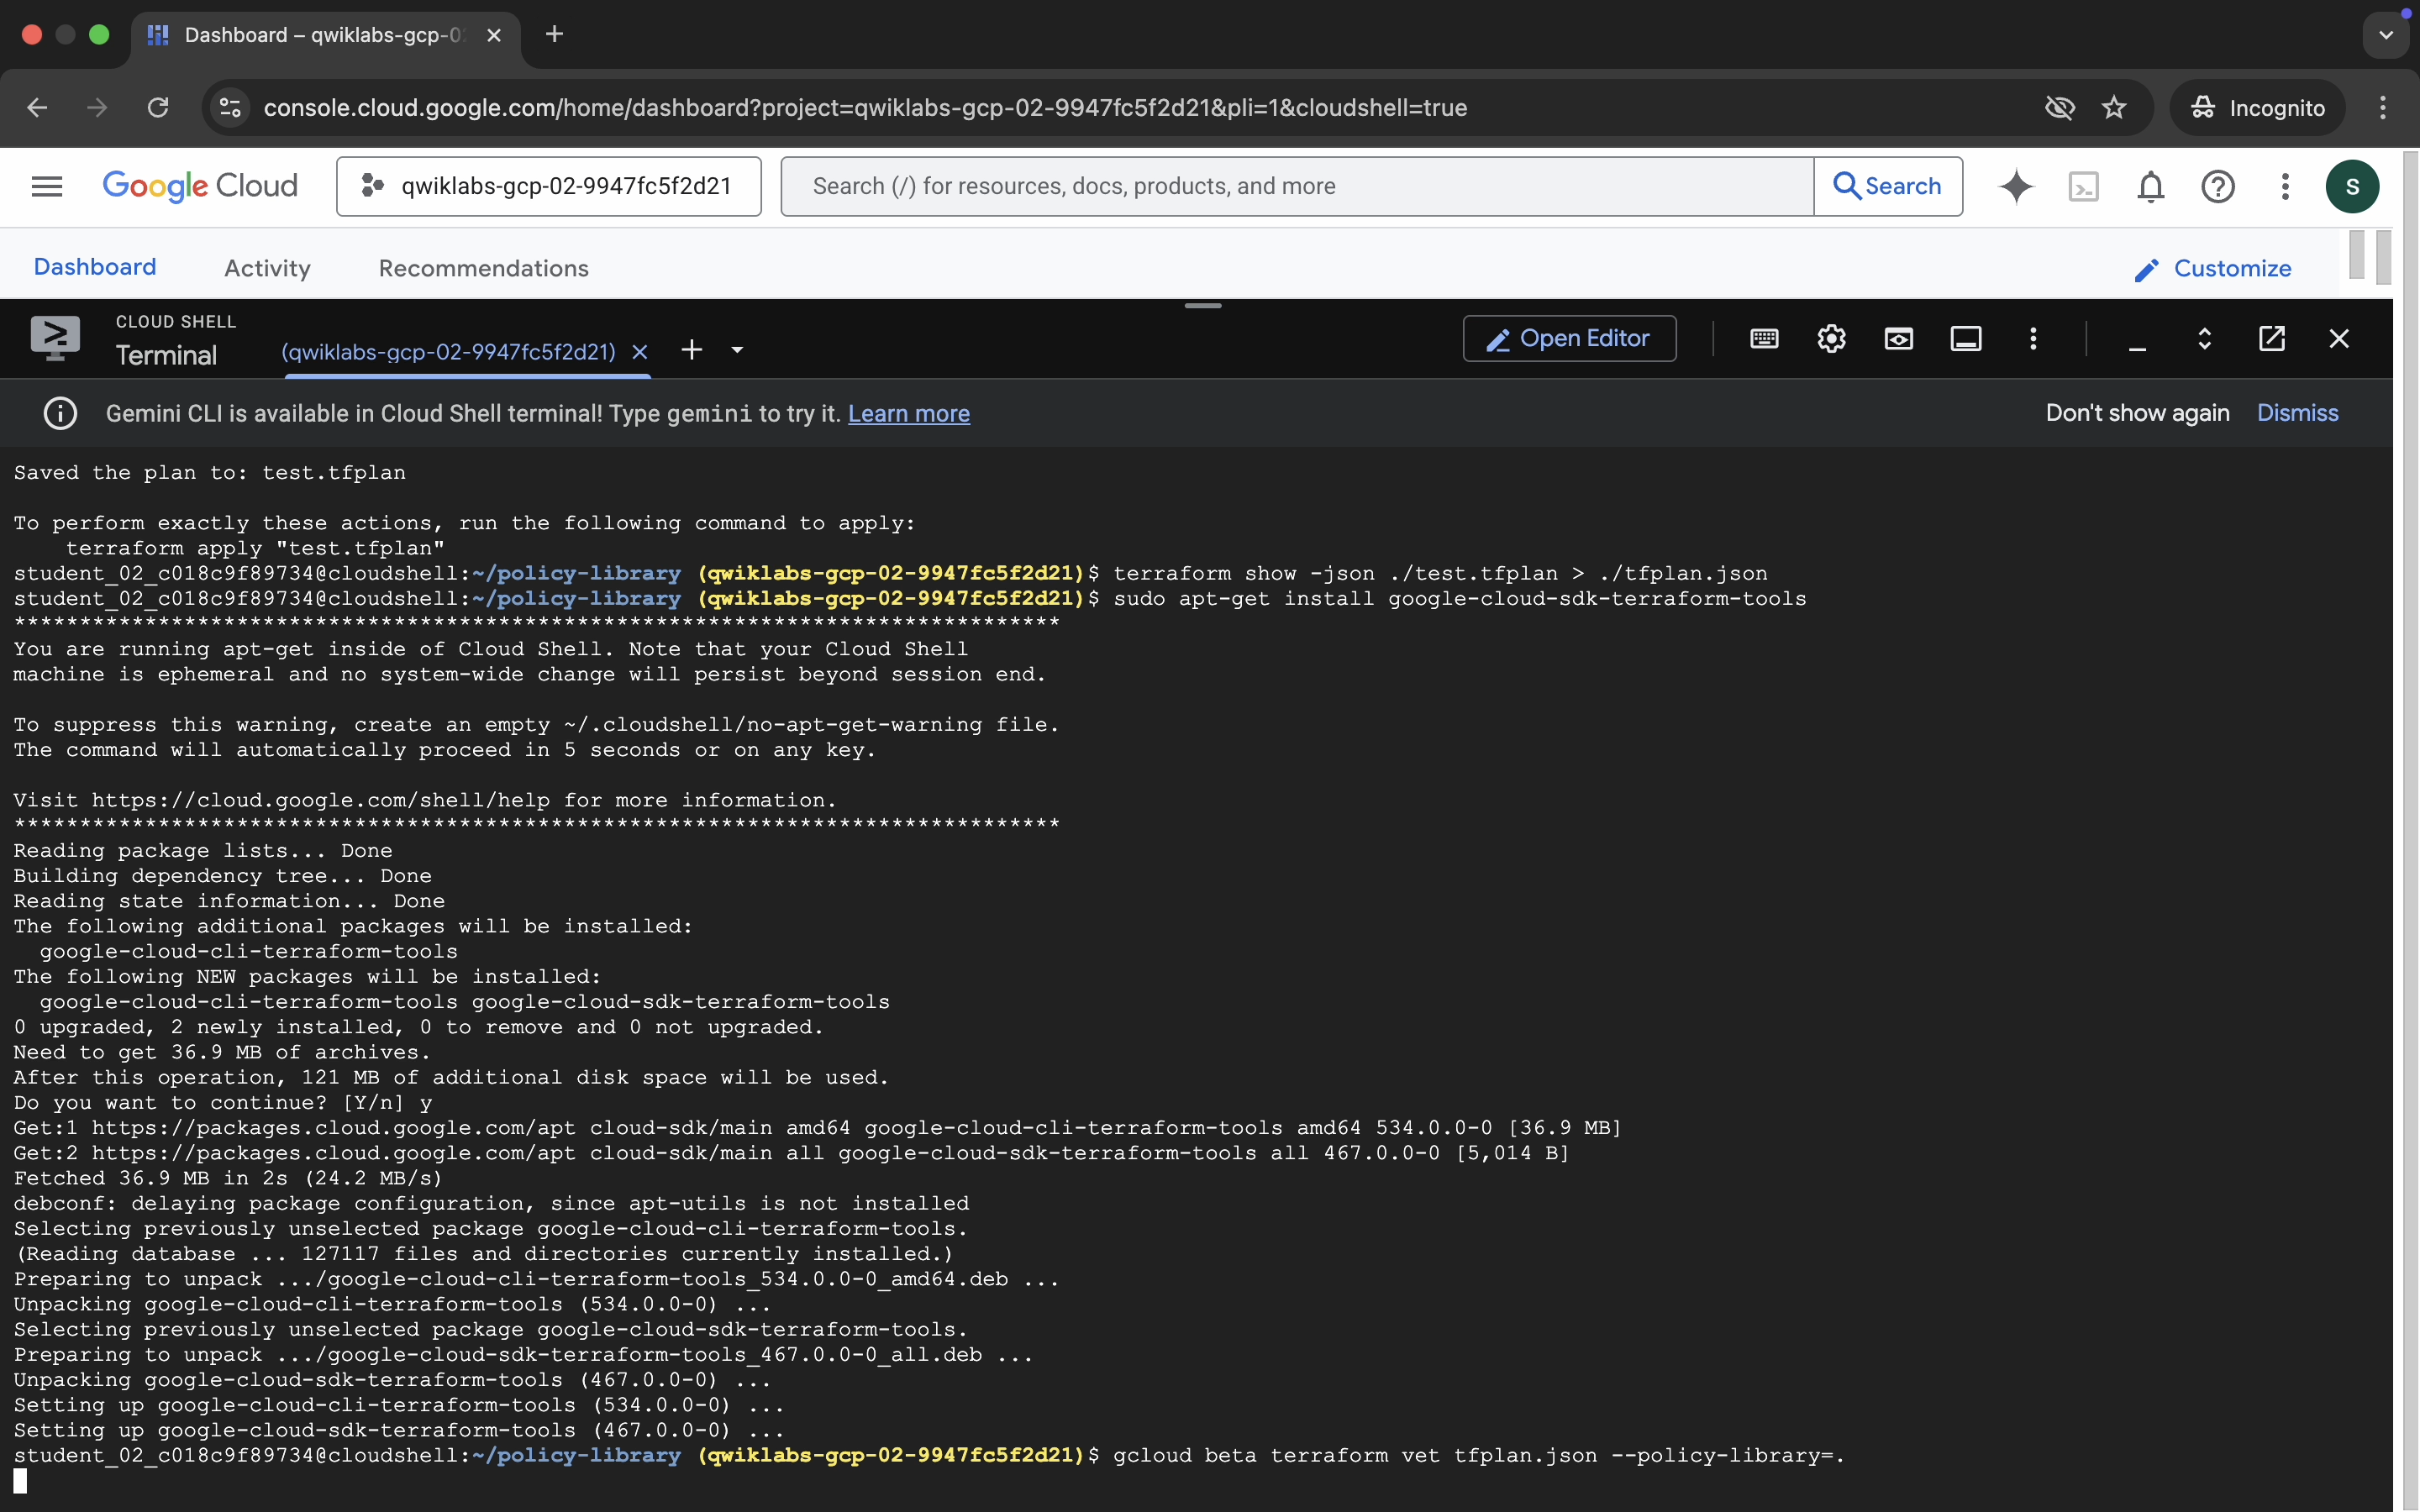 Dashboard – qwiklabs-gcp-0
console.cloud.google.com/home/dashboard?project=qwiklabs-gcp-02-9947fc5f2d21&pli=1&cloudshell=true
Incognito
Google Cloud
qwiklabs-gcp-02-9947fc5f2d21
Search (/) for resources, docs, products, and more
Search
S
Dashboard
Activity
Recommendations
Customize
CLOUD SHELL
Terminal
(qwiklabs-gcp-02-9947fc5f2d21)
Open Editor
Gemini CLI is available in Cloud Shell terminal! Type gemini to try it. Learn more
Don't show again
Dismiss
Saved the plan to: test.tfplan
To perform exactly these actions, run the following command to apply:
    terraform apply "test.tfplan"
student_02_c018c9f89734@cloudshell:~/policy-library (qwiklabs-gcp-02-9947fc5f2d21)$ terraform show -json ./test.tfplan > ./tfplan.json
student_02_c018c9f89734@cloudshell:~/policy-library (qwiklabs-gcp-02-9947fc5f2d21)$ sudo apt-get install google-cloud-sdk-terraform-tools
********************************************************************************
You are running apt-get inside of Cloud Shell. Note that your Cloud Shell
machine is ephemeral and no system-wide change will persist beyond session end.
To suppress this warning, create an empty ~/.cloudshell/no-apt-get-warning file.
The command will automatically proceed in 5 seconds or on any key.
Visit https://cloud.google.com/shell/help for more information.
********************************************************************************
Reading package lists... Done
Building dependency tree... Done
Reading state information... Done
The following additional packages will be installed:
  google-cloud-cli-terraform-tools
The following NEW packages will be installed:
  google-cloud-cli-terraform-tools google-cloud-sdk-terraform-tools
0 upgraded, 2 newly installed, 0 to remove and 0 not upgraded.
Need to get 36.9 MB of archives.
After this operation, 121 MB of additional disk space will be used.
Do you want to continue? [Y/n] y
Get:1 https://packages.cloud.google.com/apt cloud-sdk/main amd64 google-cloud-cli-terraform-tools amd64 534.0.0-0 [36.9 MB]
Get:2 https://packages.cloud.google.com/apt cloud-sdk/main all google-cloud-sdk-terraform-tools all 467.0.0-0 [5,014 B]
Fetched 36.9 MB in 2s (24.2 MB/s)
debconf: delaying package configuration, since apt-utils is not installed
Selecting previously unselected package google-cloud-cli-terraform-tools.
(Reading database ... 127117 files and directories currently installed.)
Preparing to unpack .../google-cloud-cli-terraform-tools_534.0.0-0_amd64.deb ...
Unpacking google-cloud-cli-terraform-tools (534.0.0-0) ...
Selecting previously unselected package google-cloud-sdk-terraform-tools.
Preparing to unpack .../google-cloud-sdk-terraform-tools_467.0.0-0_all.deb ...
Unpacking google-cloud-sdk-terraform-tools (467.0.0-0) ...
Setting up google-cloud-cli-terraform-tools (534.0.0-0) ...
Setting up google-cloud-sdk-terraform-tools (467.0.0-0) ...
student_02_c018c9f89734@cloudshell:~/policy-library (qwiklabs-gcp-02-9947fc5f2d21)$ gcloud beta terraform vet tfplan.json --policy-library=.